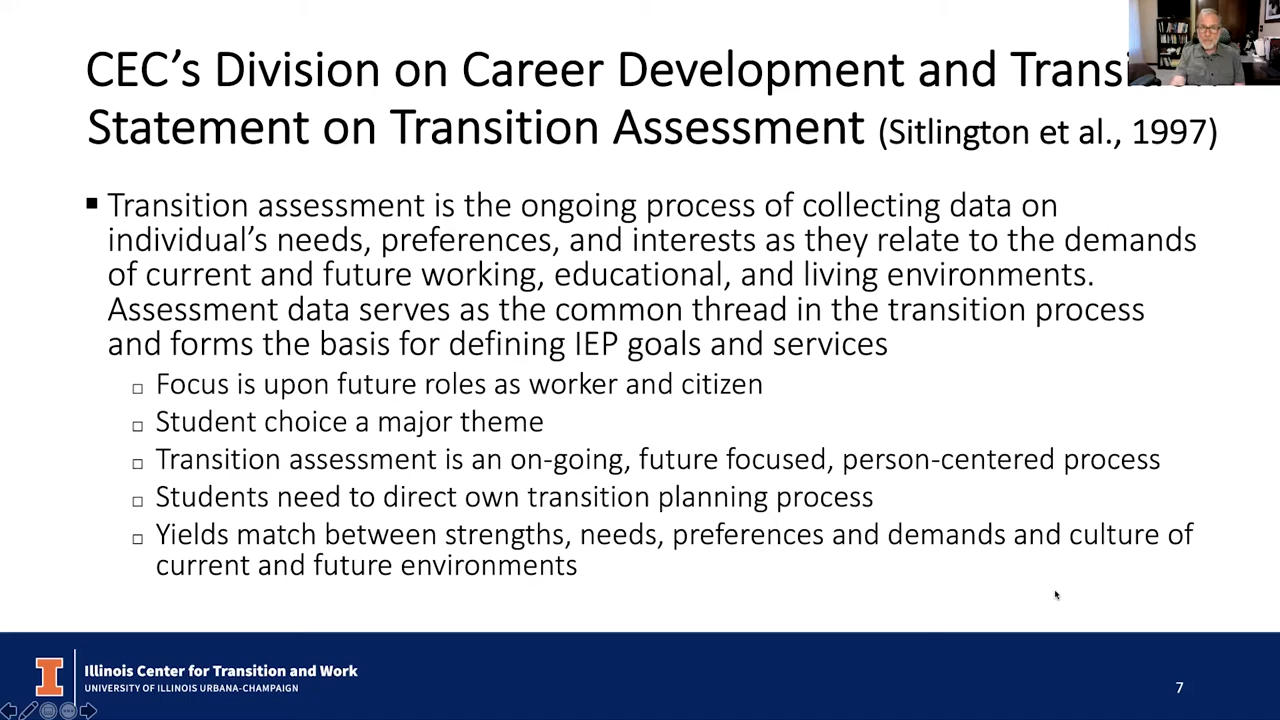 CEC’s Division on Career Development and
Statement on Transition Assessment (Sitlington et al., 1997)
▪ Transition assessment is the ongoing process of collecting data on
individual’s needs, preferences, and interests as they relate to the demands
of current and future working, educational, and living environments.
Assessment data serves as the common thread in the transition process
and forms the basis for defining IEP goals and services
□ Focus is upon future roles as worker and citizen
□ Student choice a major theme
□ Transition assessment is an on-going, future focused, person-centered process
□ Students need to direct own transition planning process
□ Yields match between strengths, needs, preferences and demands and culture of
current and future environments
I
Illinois Center for Transition and Work
UNIVERSITY OF ILLINOIS URBANA-CHAMPAIGN
7